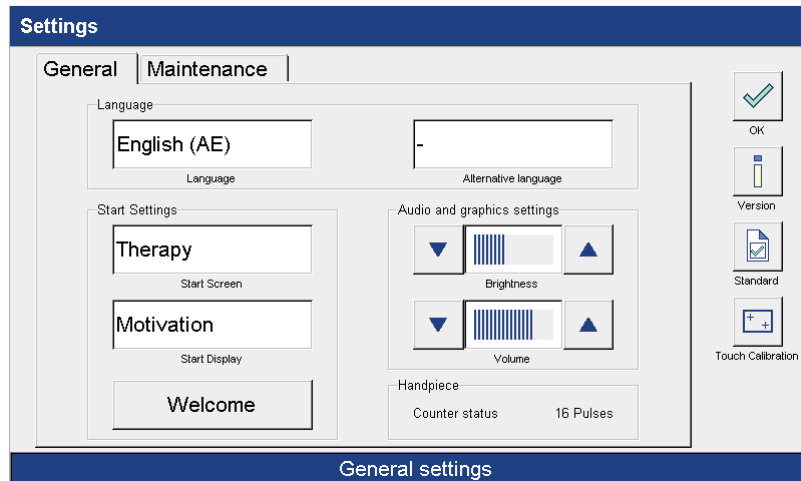 Settings
General
Maintenance
Language
English (AE)
-
Language
Alternative language
Start Settings
Therapy
Start Screen
Motivation
Start Display
Welcome
Audio and graphics settings
Brightness
Volume
Handpiece
Counter status 16 Pulses
OK
Version
Standard
Touch Calibration
General settings